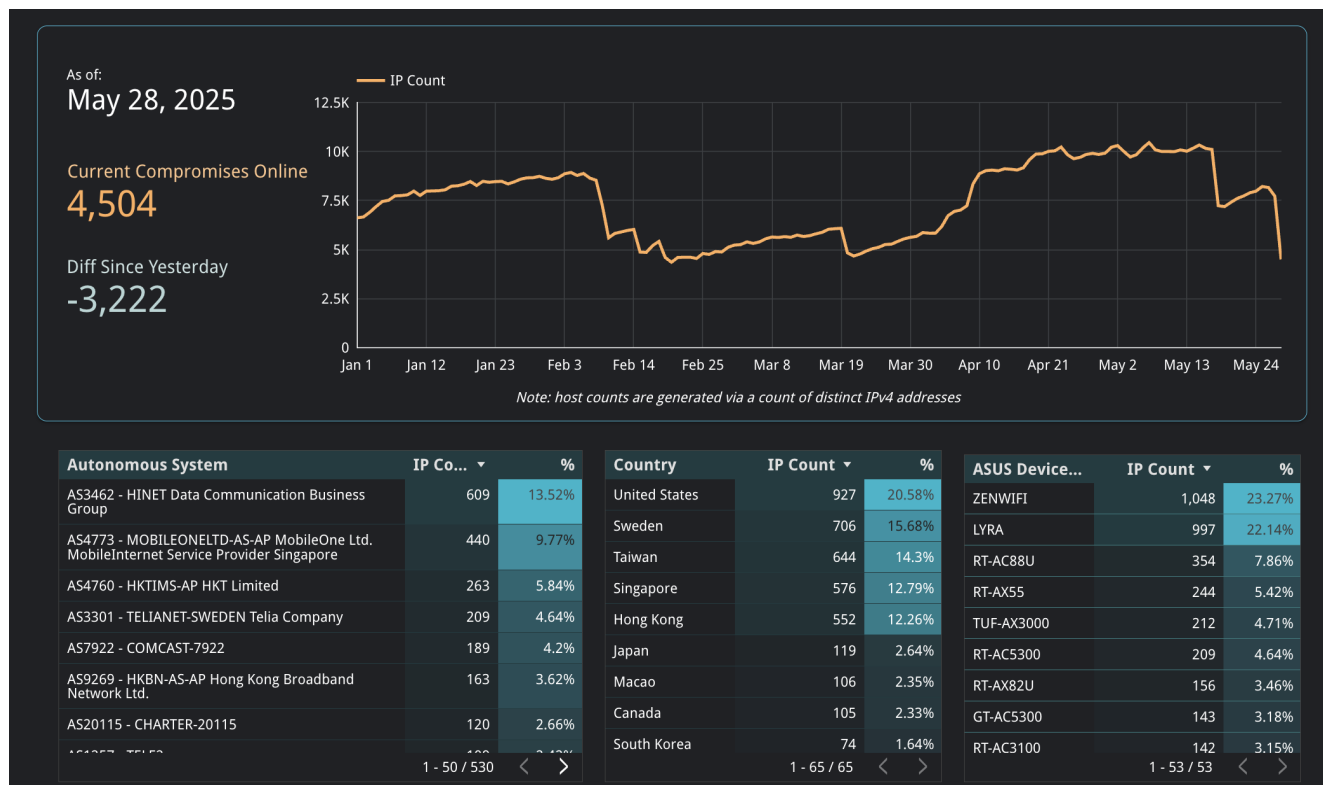 As of:
May 28, 2025
Current Compromises Online
4,504
Diff Since Yesterday
-3,222
IP Count
12.5K
10K
7.5K
5K
2.5K
0
Jan 1 Jan 12 Jan 23 Feb 3 Feb 14 Feb 25 Mar 8 Mar 19 Mar 30 Apr 10 Apr 21 May 2 May 13 May 24
Note: host counts are generated via a count of distinct IPv4 addresses
Autonomous System IP Co... %
AS3462 - HINET Data Communication Business
Group 609 13.52%
AS4773 - MOBILEONELTD-AS-AP MobileOne Ltd.
MobileInternet Service Provider Singapore 440 9.77%
AS4760 - HKTIMS-AP HKT Limited 263 5.84%
AS3301 - TELIANET-SWEDEN Telia Company 209 4.64%
AS7922 - COMCAST-7922 189 4.2%
AS9269 - HKBN-AS-AP Hong Kong Broadband
Network Ltd. 163 3.62%
AS20115 - CHARTER-20115 120 2.66%
1 - 50 / 530
Country IP Count %
United States 927 20.58%
Sweden 706 15.68%
Taiwan 644 14.3%
Singapore 576 12.79%
Hong Kong 552 12.26%
Japan 119 2.64%
Macao 106 2.35%
Canada 105 2.33%
South Korea 74 1.64%
1 - 65 / 65
ASUS Device... IP Count %
ZENWIFI 1,048 23.27%
LYRA 997 22.14%
RT-AC88U 354 7.86%
RT-AX55 244 5.42%
TUF-AX3000 212 4.71%
RT-AC5300 209 4.64%
RT-AX82U 156 3.46%
GT-AC5300 143 3.18%
RT-AC3100 142 3.15%
1 - 53 / 53